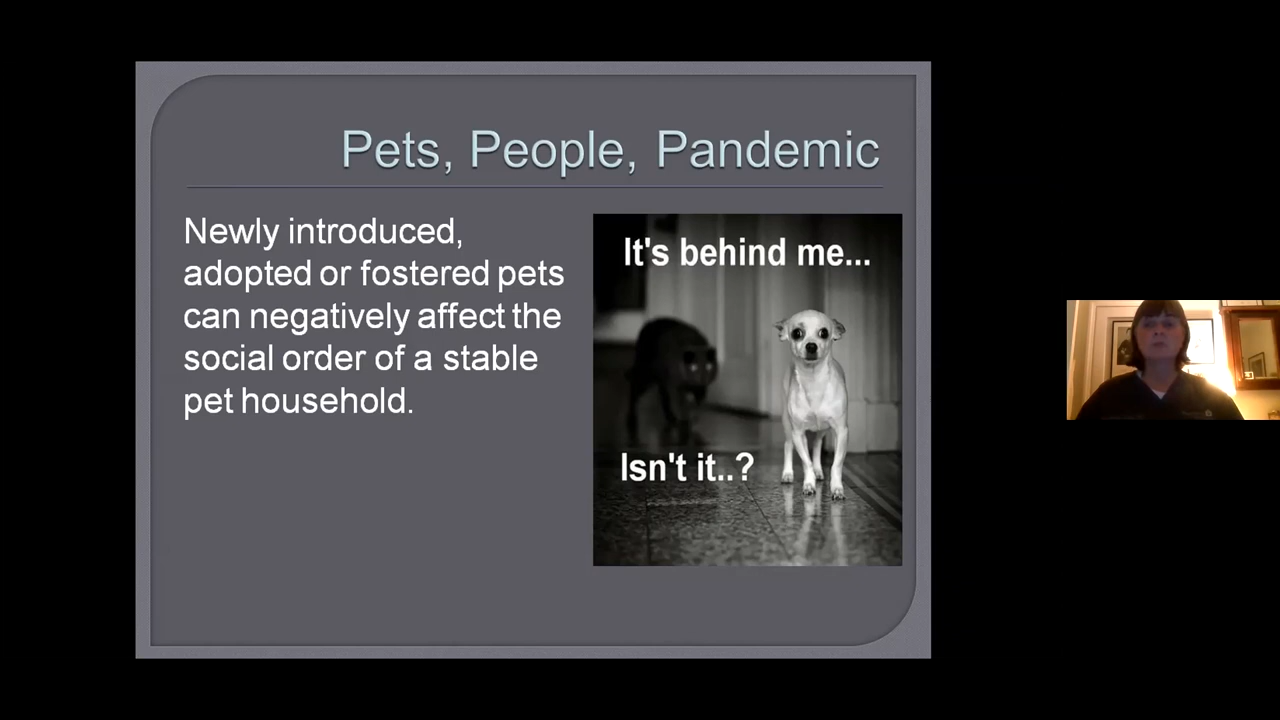 Pets, People, Pandemic
Newly introduced,
adopted or fostered pets
can negatively affect the
social order of a stable
pet household.
It's behind me...
Isn't it..?